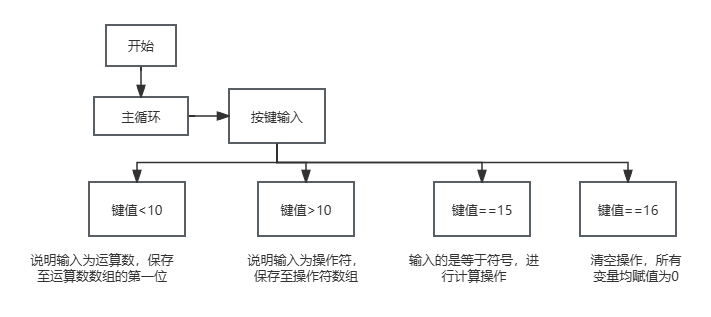 开始
主循环
按键输入
键值<10
键值>10
键值==15
键值==16
说明输入为运算数，保存
至运算数数组的第一位
说明输入为操作符，
保存至操作符数组
输入的是等于符号，进
行计算操作
清空操作，所有
变量均赋值为0